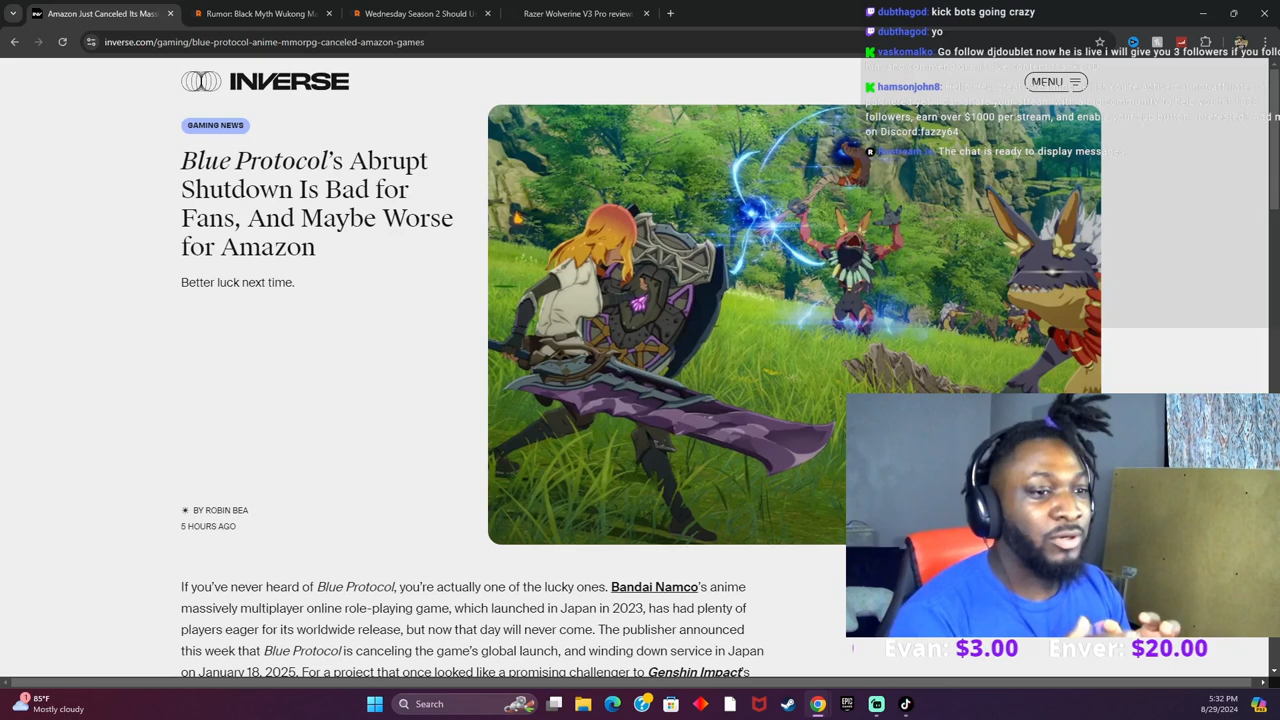 Amazon Just Canceled Its Mass
Rumor: Black Myth Wukong M
Wednesday Season 2 Should U
Razer Wolverine V3 Pro review
inverse.com/gaming/blue-protocol-anime-mmorpg-canceled-amazon-games
dubthagod: kick bots going crazy
dubthagod: yo
vaskomalko: Go follow djdoublet now he is live i will give you 3 followers if you follo
hamsonjohn8:
followers, earn over $1000 per stream, and enab
on Discord:fazzy64
The chat is ready to display messages
INVERSE
MENU
GAMING NEWS
Blue Protocol's Abrupt
Shutdown Is Bad for
Fans, And Maybe Worse
for Amazon
Better luck next time.
BY ROBIN BEA
5 HOURS AGO
If you've never heard of Blue Protocol, you're actually one of the lucky ones. Bandai Namco's anime
massively multiplayer online role-playing game, which launched in Japan in 2023, has had plenty of
players eager for its worldwide release, but now that day will never come. The publisher announced
this week that Blue Protocol is canceling the game's global launch, and winding down service in Japan
on January 18, 2025. For a project that once looked like a promising challenger to Genshin Impact's
Evan: $3.00 Enver: $20.00
85°F
Mostly cloudy
Search
5:32 PM
8/29/2024